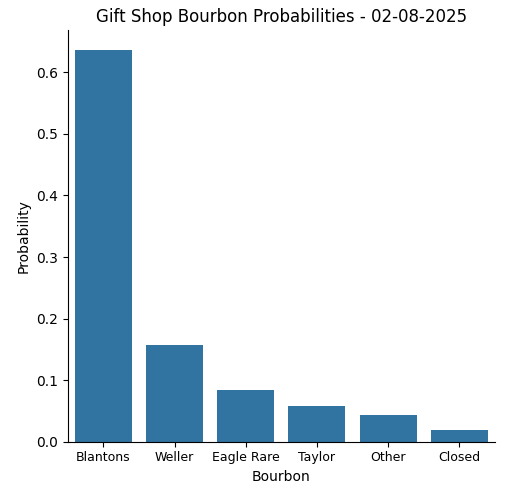 Gift Shop Bourbon Probabilities - 02-08-2025
0.6
0.5
0.4
0.3
0.2
0.1
0.0
Probability
Blantons Weller Eagle Rare Taylor Other Closed
Bourbon